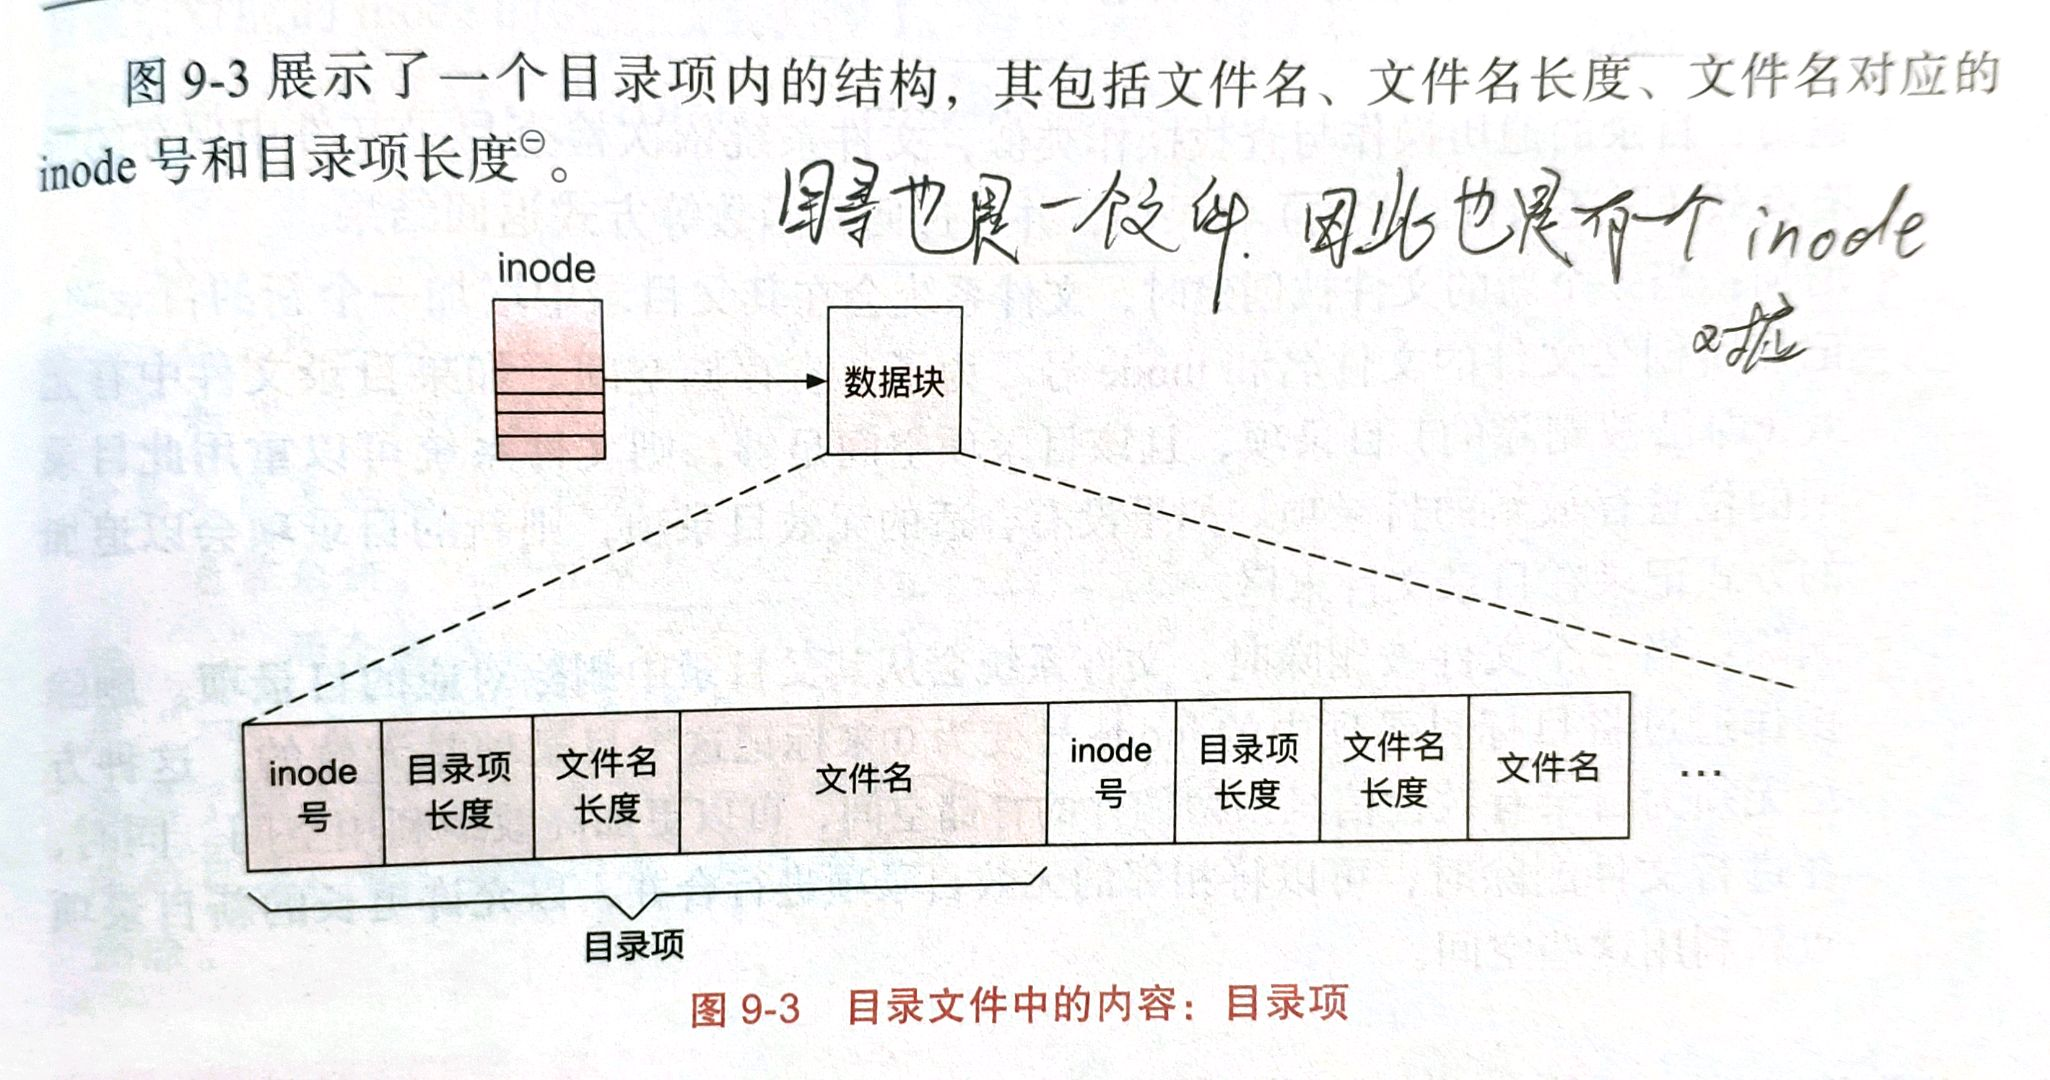 图 9-3 展示了一个目录项内的结构，其包括文件名、文件名长度、文件名对应的
inode 号和目录项长度⊖。
目录也是一个文件. 因此也是有一个 inode
对应
inode
数据块
inode 号
目录项长度
文件名长度
文件名
inode 号
目录项长度
文件名长度
文件名
…
目录项
图 9-3 目录文件中的内容：目录项